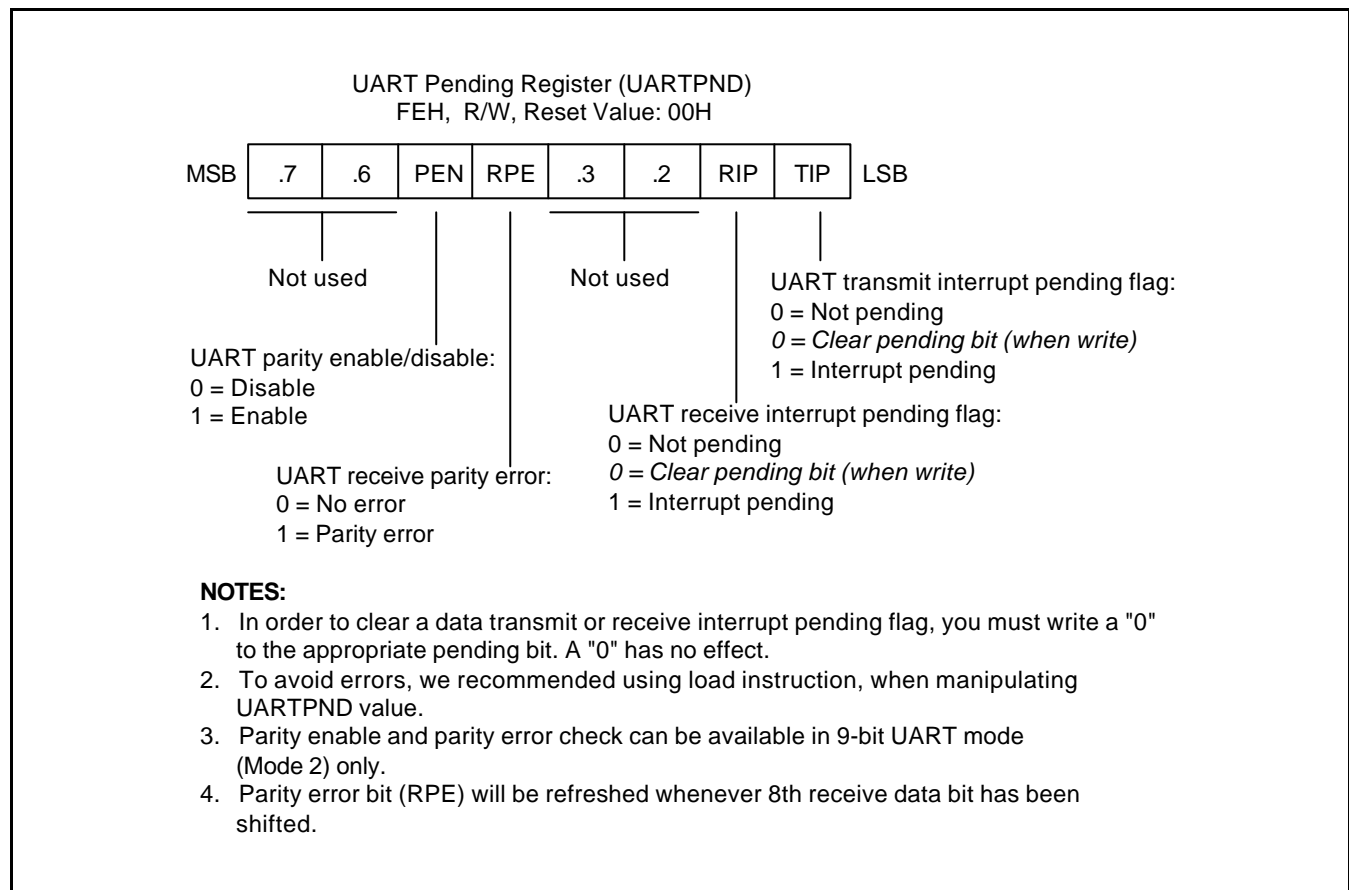 UART Pending Register (UARTPND)
FEH, R/W, Reset Value: 00H
MSB .7 .6 PEN RPE .3 .2 RIP TIP LSB
Not used
Not used
UART transmit interrupt pending flag:
0 = Not pending
0 = Clear pending bit (when write)
1 = Interrupt pending
UART parity enable/disable:
0 = Disable
1 = Enable
UART receive interrupt pending flag:
0 = Not pending
0 = Clear pending bit (when write)
1 = Interrupt pending
UART receive parity error:
0 = No error
1 = Parity error
NOTES:
1. In order to clear a data transmit or receive interrupt pending flag, you must write a "0"
to the appropriate pending bit. A "0" has no effect.
2. To avoid errors, we recommended using load instruction, when manipulating
UARTPND value.
3. Parity enable and parity error check can be available in 9-bit UART mode
(Mode 2) only.
4. Parity error bit (RPE) will be refreshed whenever 8th receive data bit has been
shifted.